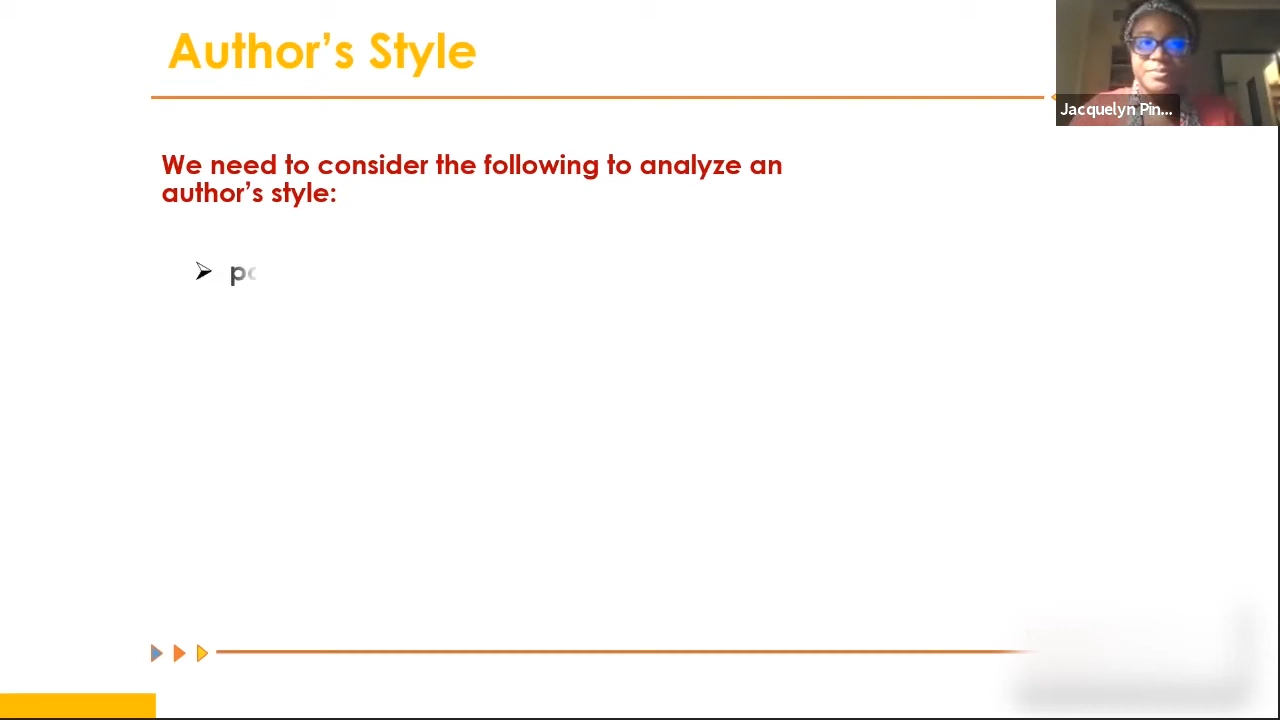 Author’s Style
Jacquelyn Pin...
We need to consider the following to analyze an
author’s style: